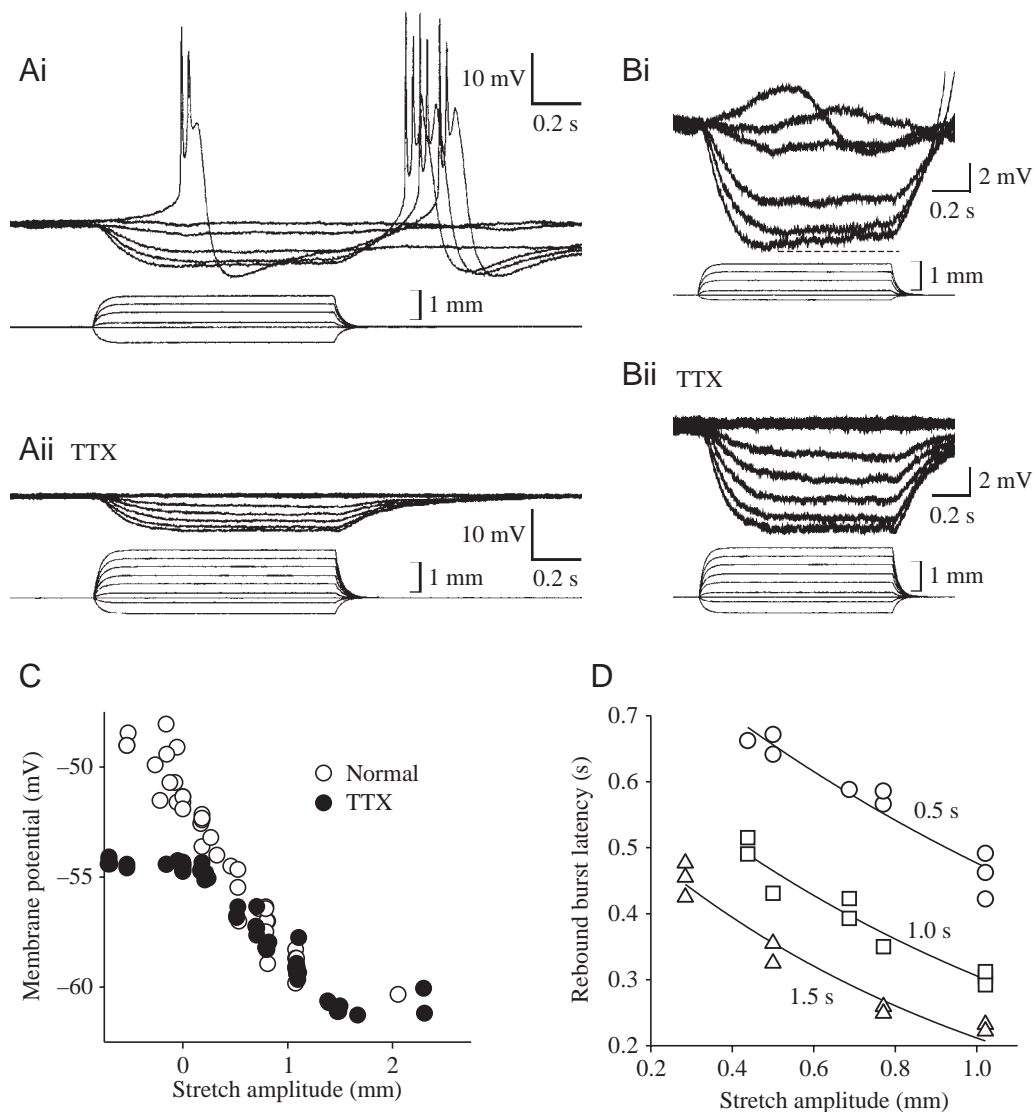 Ai
10 mV
0.2 s
1 mm
Bi
2 mV
0.2 s
1 mm
Aii TTX
10 mV
0.2 s
1 mm
Bii TTX
2 mV
0.2 s
1 mm
C
Membrane potential (mV)
–50
–55
–60
0
1
2
Stretch amplitude (mm)
Normal
TTX
D
Rebound burst latency (s)
0.7
0.6
0.5
0.4
0.3
0.2
0.2
0.4
0.6
0.8
1.0
Stretch amplitude (mm)
0.5 s
1.0 s
1.5 s